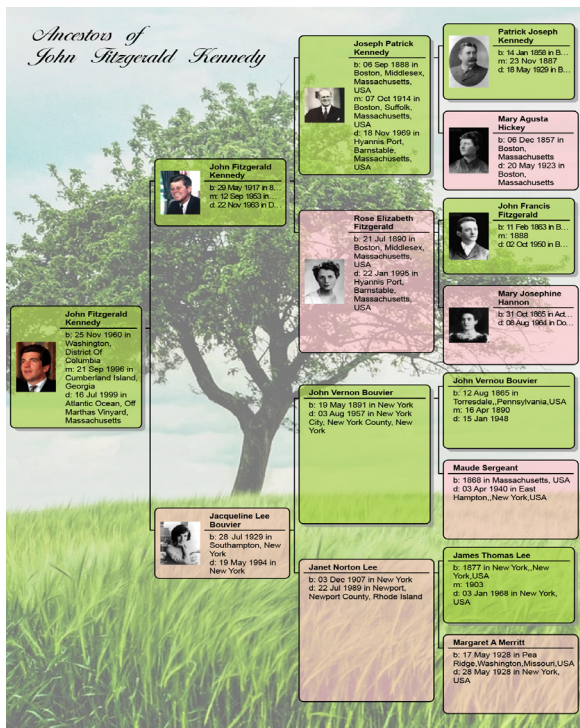 Ancestors of
John Fitzgerald Kennedy
John Fitzgerald
Kennedy
b: 25 Nov 1960 in
Washington,
District Of
Columbia
m: 21 Sep 1996 in
Cumberland Island,
Georgia
d: 16 Jul 1999 in
Atlantic Ocean, Off
Marthas Vinyard,
Massachusetts
John Fitzgerald
Kennedy
b: 29 May 1917 in 8...
m: 12 Sep 1953 in ...
d: 22 Nov 1963 in D...
Jacqueline Lee
Bouvier
b: 28 Jul 1929 in
Southampton, New
York
d: 19 May 1994 in
New York
Joseph Patrick
Kennedy
b: 06 Sep 1888 in
Boston, Middlesex,
Massachusetts,
USA
m: 07 Oct 1914 in
Boston, Suffolk,
Massachusetts,
USA
d: 18 Nov 1969 in
Hyannis Port,
Barnstable,
Massachusetts,
USA
Rose Elizabeth
Fitzgerald
b: 21 Jul 1890 in
Boston, Middlesex,
Massachusetts,
USA
d: 22 Jan 1995 in
Hyannis Port,
Barnstable,
Massachusetts,
USA
John Vernon Bouvier
b: 19 May 1891 in New York
d: 03 Aug 1957 in New York
City, New York County, New
York
Janet Norton Lee
b: 03 Dec 1907 in New York
d: 22 Jul 1989 in Newport,
Newport County, Rhode Island
Patrick Joseph
Kennedy
b: 14 Jan 1858 in B...
m: 23 Nov 1887
d: 18 May 1929 in B...
Mary Agusta
Hickey
b: 06 Dec 1857 in
Boston,
Massachusetts
d: 20 May 1923 in
Boston,
Massachusetts
John Francis
Fitzgerald
b: 11 Feb 1863 in B...
m: 1888
d: 02 Oct 1950 in B...
Mary Josephine
Hannon
b: 31 Oct 1865 in Act...
d: 08 Aug 1964 in Do...
John Vernou Bouvier
b: 12 Aug 1865 in
Torresdale,,Pennsylvania,USA
m: 16 Apr 1890
d: 15 Jan 1948
Maude Sergeant
b: 1868 in Massachusetts, USA
d: 03 Apr 1940 in East
Hampton,,New York,USA
James Thomas Lee
b: 1877 in New York,,New
York,USA
m: 1903
d: 03 Jan 1968 in New York,
USA
Margaret A Merritt
b: 17 May 1928 in Pea
Ridge,Washington,Missouri,USA
d: 28 May 1928 in New York,
USA